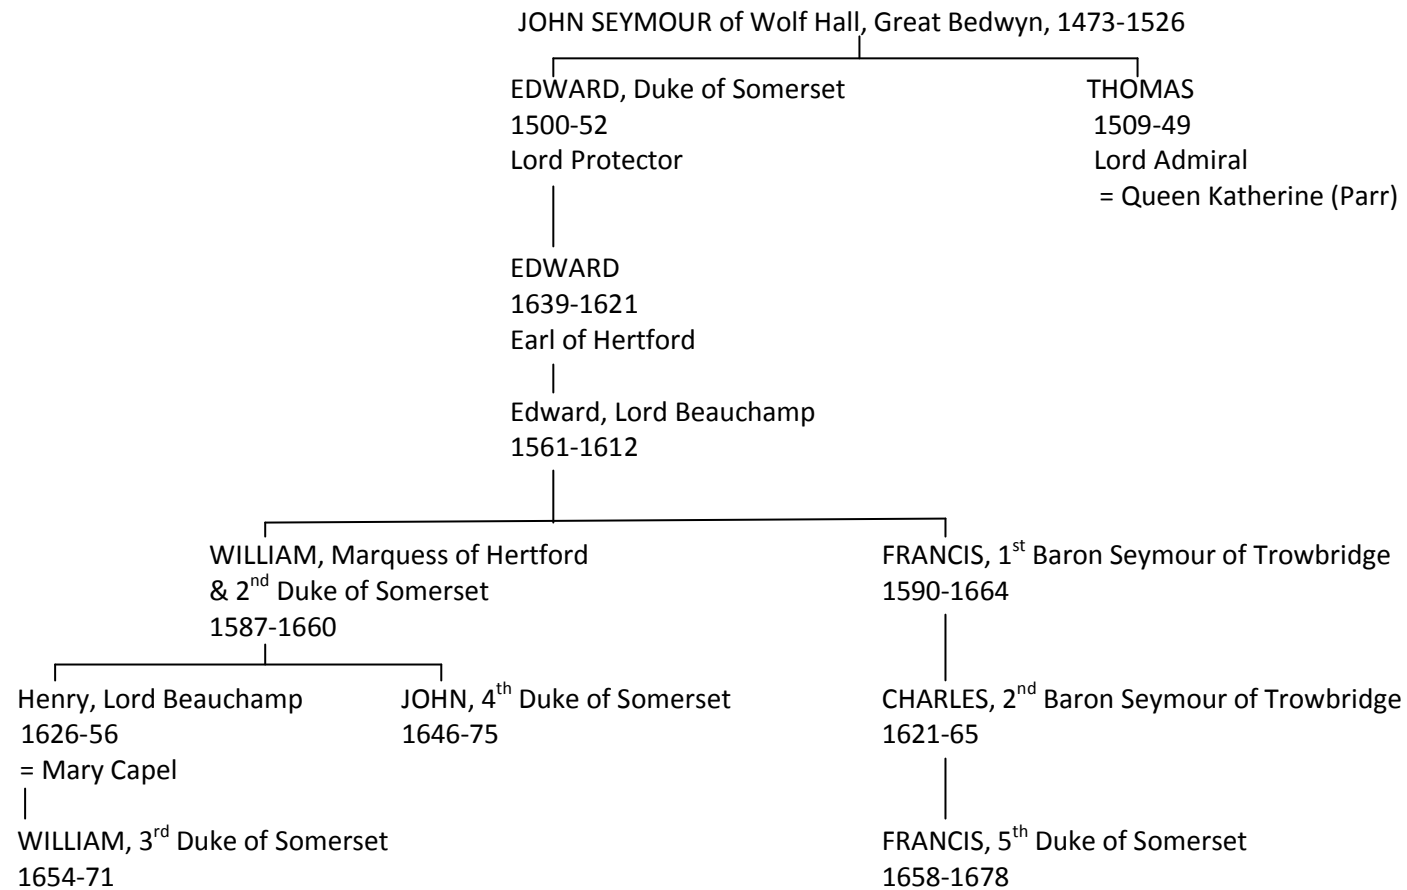 JOHN SEYMOUR of Wolf Hall, Great Bedwyn, 1473-1526
EDWARD, Duke of Somerset
1500-52
Lord Protector
THOMAS
1509-49
Lord Admiral
= Queen Katherine (Parr)
EDWARD
1639-1621
Earl of Hertford
Edward, Lord Beauchamp
1561-1612
WILLIAM, Marquess of Hertford
& 2nd Duke of Somerset
1587-1660
FRANCIS, 1st Baron Seymour of Trowbridge
1590-1664
Henry, Lord Beauchamp
1626-56
= Mary Capel
JOHN, 4th Duke of Somerset
1646-75
CHARLES, 2nd Baron Seymour of Trowbridge
1621-65
WILLIAM, 3rd Duke of Somerset
1654-71
FRANCIS, 5th Duke of Somerset
1658-1678